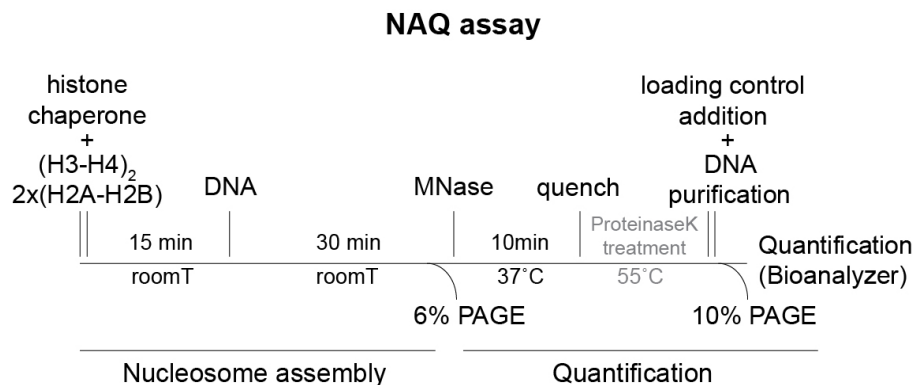 NAQ assay
histone
chaperone
+
(H3-H4)2
2x(H2A-H2B)
DNA
MNase
quench
loading control
addition
+
DNA
purification
15 min
30 min
10min
ProteinaseK
treatment
roomT
roomT
37˚C
55˚C
Quantification
(Bioanalyzer)
6% PAGE
10% PAGE
Nucleosome assembly
Quantification